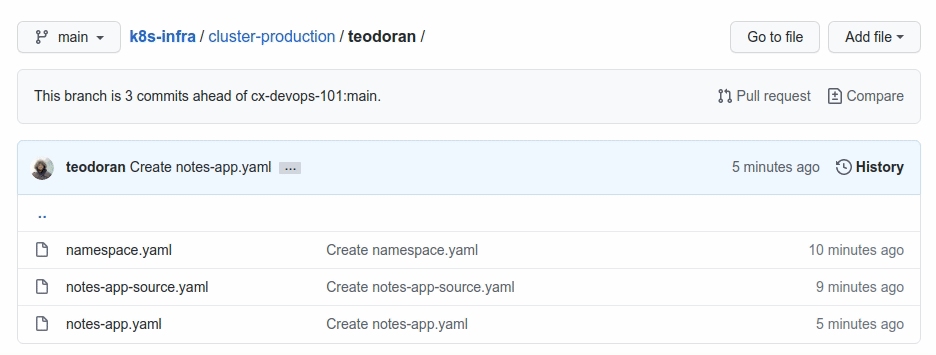 main k8s-infra / cluster-production / teodoran / Go to file Add file
This branch is 3 commits ahead of cx-devops-101:main. Pull request Compare
teodoran Create notes-app.yaml ... 5 minutes ago History
..
namespace.yaml Create namespace.yaml 10 minutes ago
notes-app-source.yaml Create notes-app-source.yaml 9 minutes ago
notes-app.yaml Create notes-app.yaml 5 minutes ago